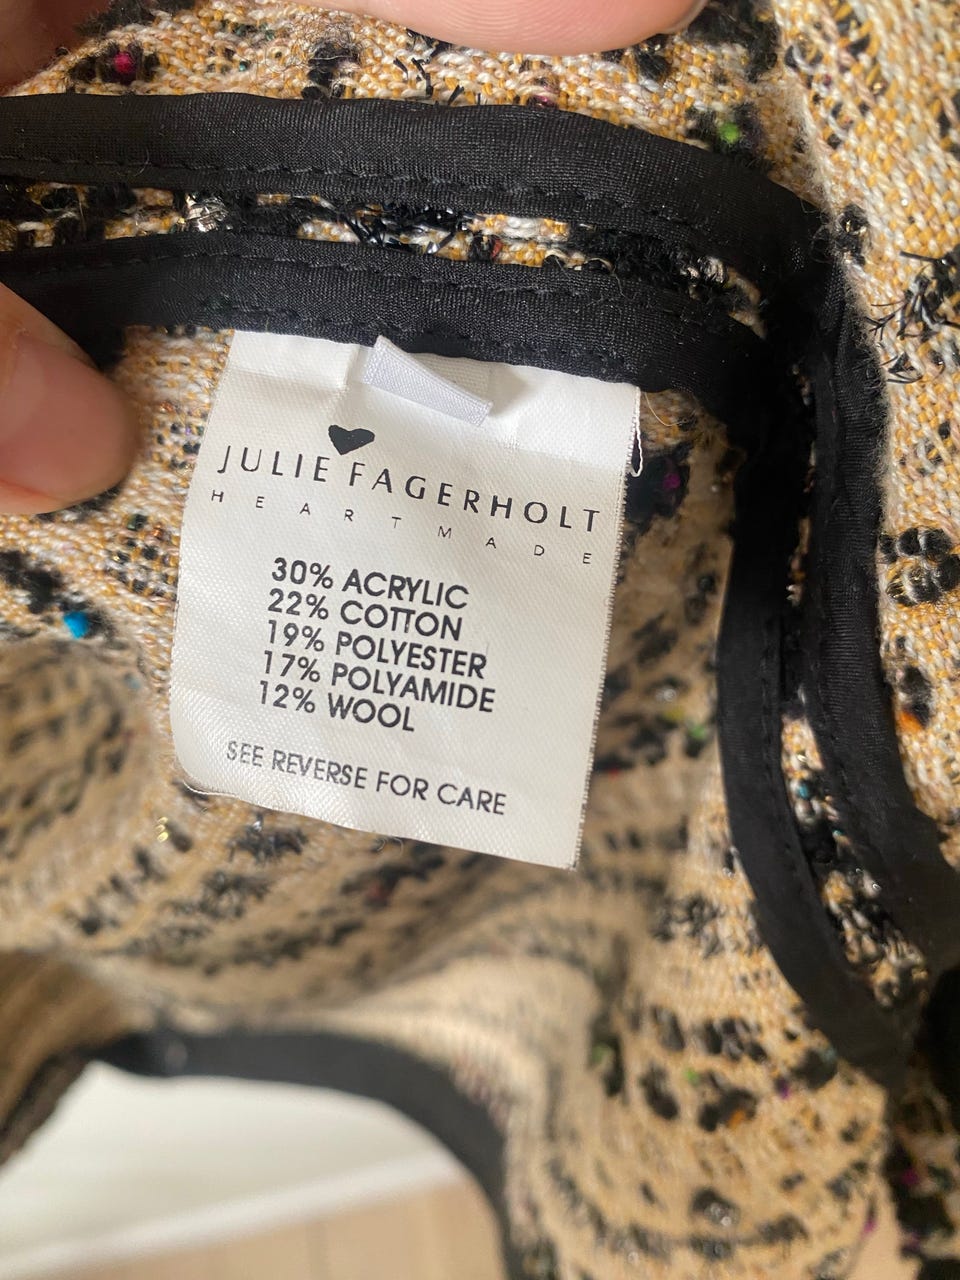 JULIE FAGERHOLT
HEARTMADE
30% ACRYLIC
22% COTTON
19% POLYESTER
17% POLYAMIDE
12% WOOL
SEE REVERSE FOR CARE